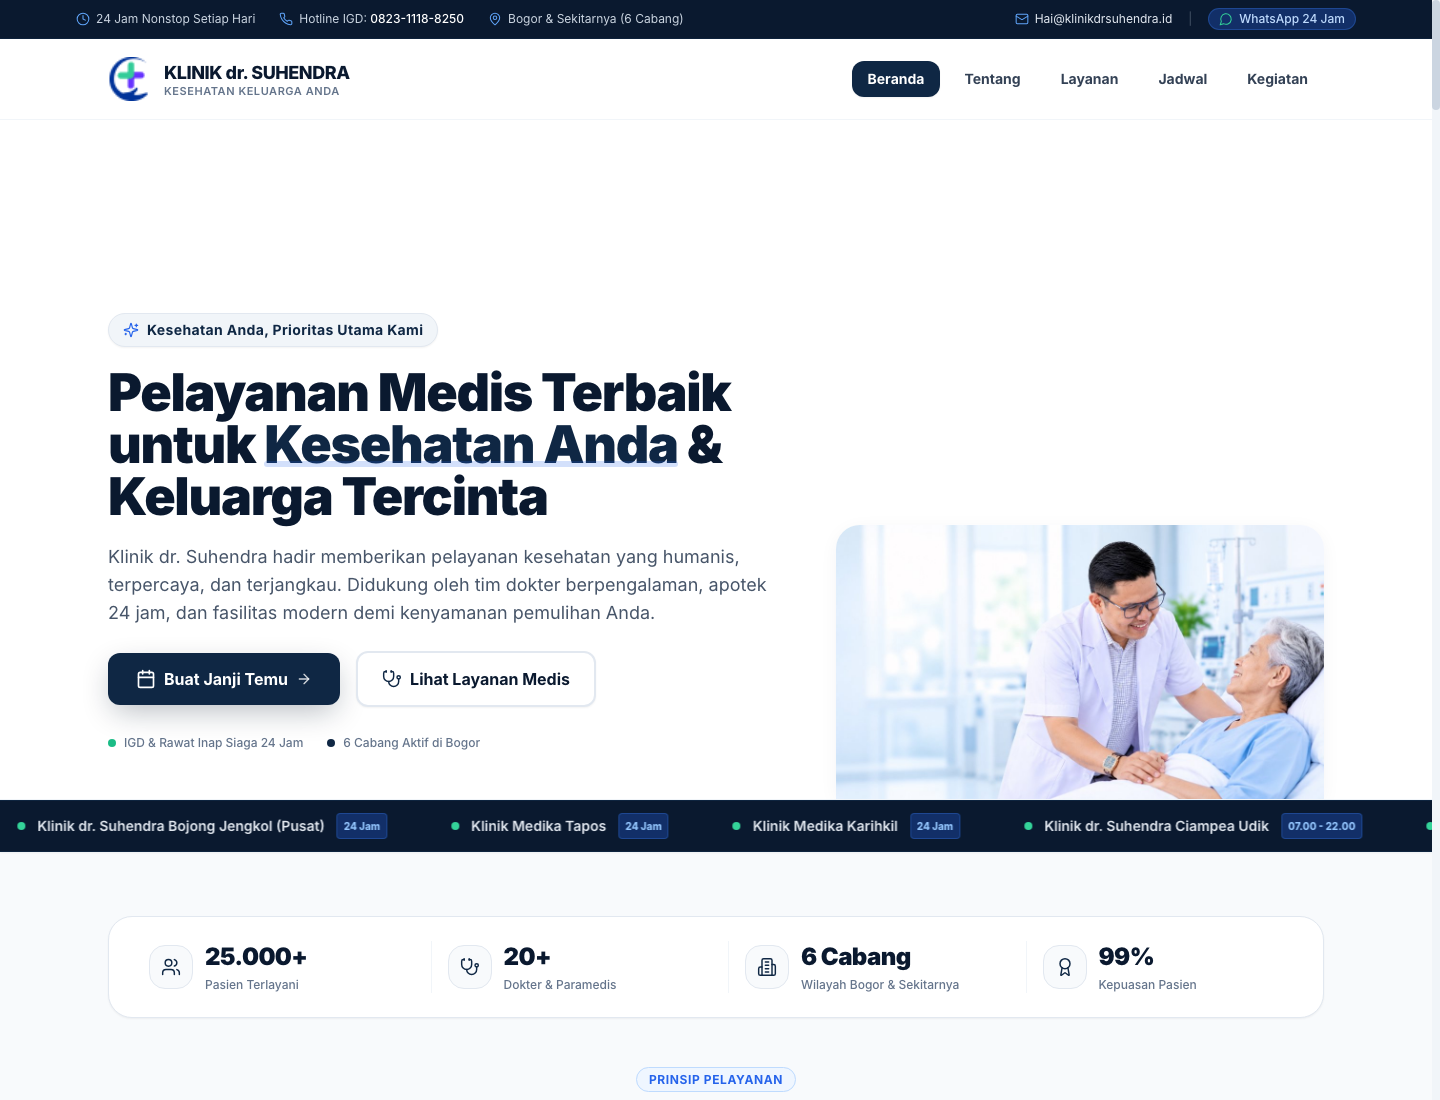 24 Jam Nonstop Setiap Hari
Hotline IGD: 0823-1118-8250
Bogor & Sekitarnya (6 Cabang)
Hai@klinikdrsuhendra.id
WhatsApp 24 Jam
KLINIK dr. SUHENDRA
KESEHATAN KELUARGA ANDA
Beranda
Tentang
Layanan
Jadwal
Kegiatan
Kesehatan Anda, Prioritas Utama Kami
Pelayanan Medis Terbaik
untuk Kesehatan Anda &
Keluarga Tercinta
Klinik dr. Suhendra hadir memberikan pelayanan kesehatan yang humanis,
terpercaya, dan terjangkau. Didukung oleh tim dokter berpengalaman, apotek
24 jam, dan fasilitas modern demi kenyamanan pemulihan Anda.
Buat Janji Temu
Lihat Layanan Medis
IGD & Rawat Inap Siaga 24 Jam
6 Cabang Aktif di Bogor
Klinik dr. Suhendra Bojong Jengkol (Pusat)
24 Jam
Klinik Medika Tapos
24 Jam
Klinik Medika Karihkil
24 Jam
Klinik dr. Suhendra Ciampea Udik
07.00 - 22.00
25.000+
Pasien Terlayani
20+
Dokter & Paramedis
6 Cabang
Wilayah Bogor & Sekitarnya
99%
Kepuasan Pasien
PRINSIP PELAYANAN